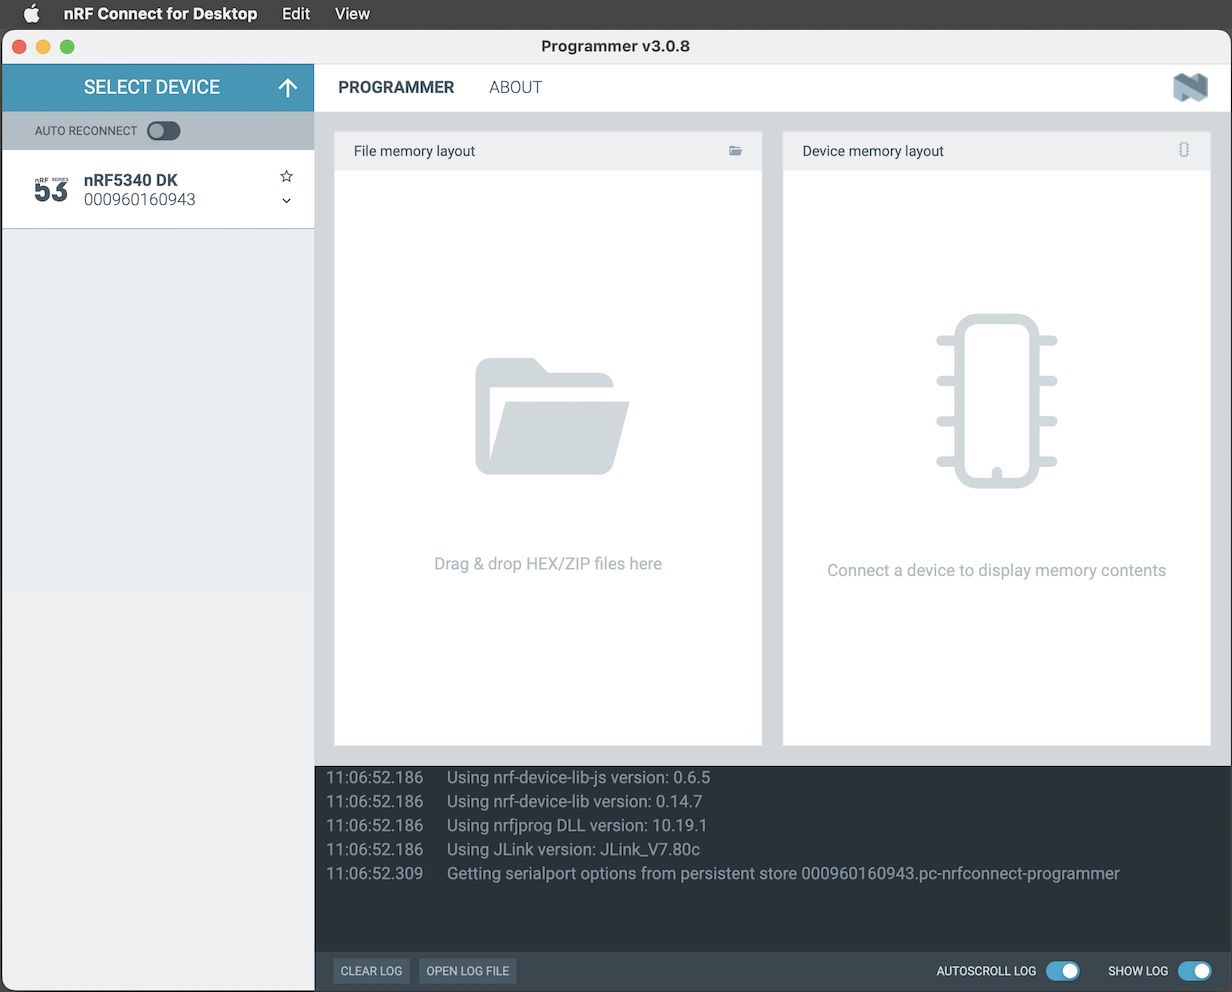 nRF Connect for Desktop Edit View
Programmer v3.0.8
SELECT DEVICE
PROGRAMMER ABOUT
AUTO RECONNECT
nRF SERIES
53
nRF5340 DK
000960160943
File memory layout
Drag & drop HEX/ZIP files here
Device memory layout
Connect a device to display memory contents
11:06:52.186 Using nrf-device-lib-js version: 0.6.5
11:06:52.186 Using nrf-device-lib version: 0.14.7
11:06:52.186 Using nrfjprog DLL version: 10.19.1
11:06:52.186 Using JLink version: JLink_V7.80c
11:06:52.309 Getting serialport options from persistent store 000960160943.pc-nrfconnect-programmer
CLEAR LOG OPEN LOG FILE AUTOSCROLL LOG SHOW LOG